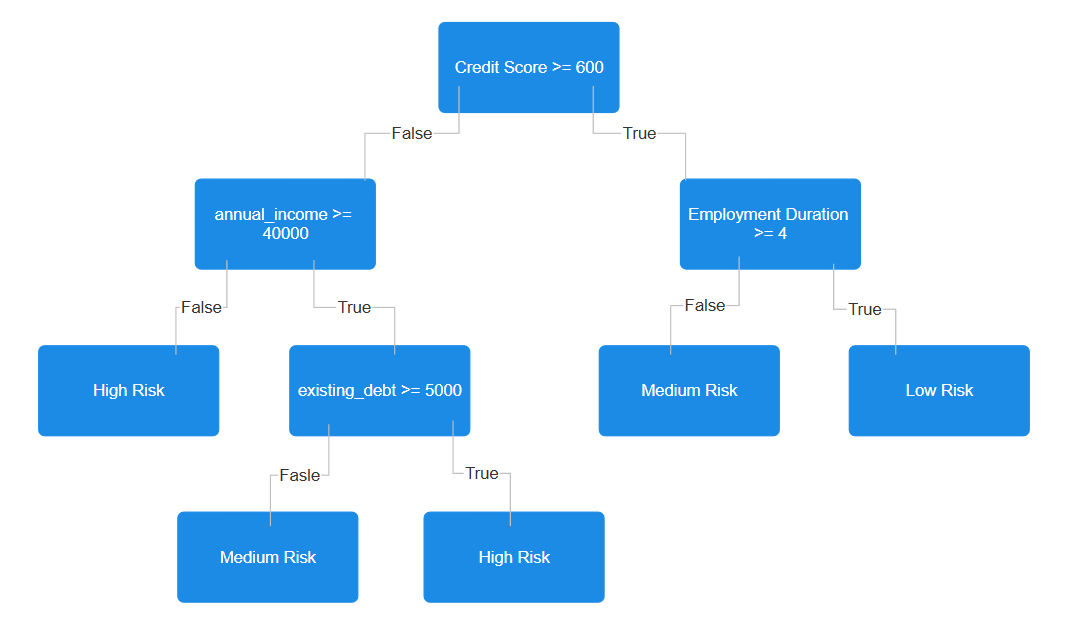 Credit Score >= 600
False
True
annual_income >=
40000
Employment Duration
>= 4
False
True
False
True
High Risk
existing_debt >= 5000
Medium Risk
Low Risk
Fasle
True
Medium Risk
High Risk